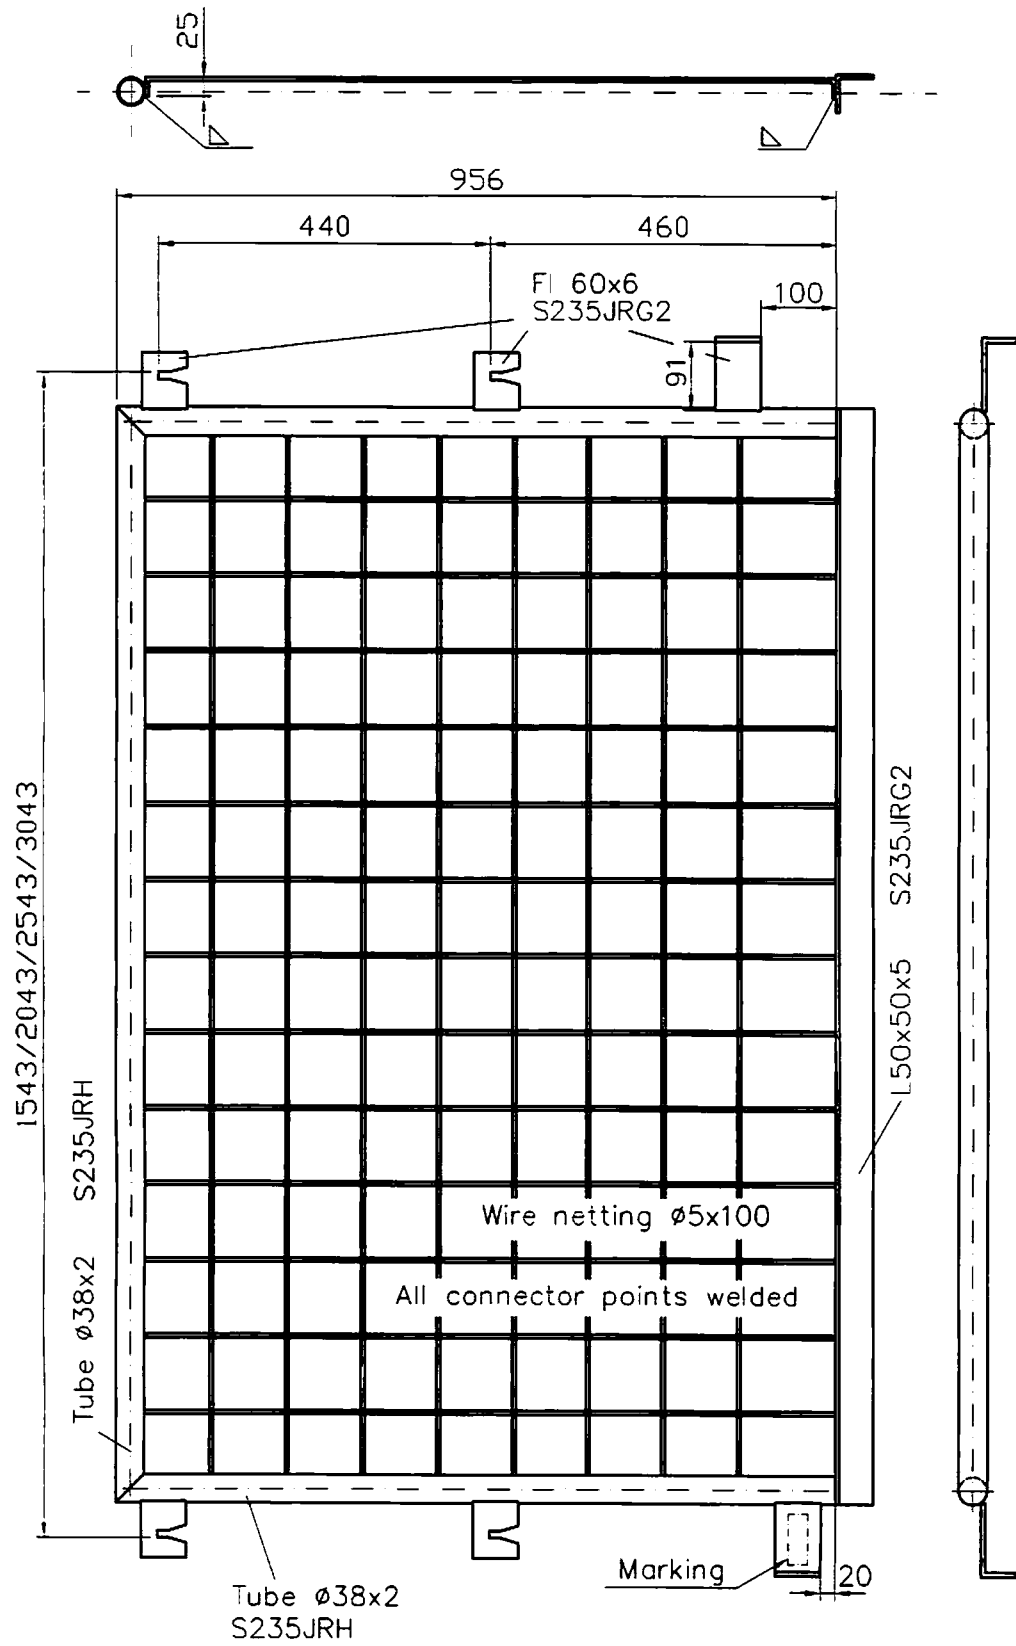 25
956
440
460
Fl 60x6
S235JRG2
100
91
1543/2043/2543/3043
S235JRG2
L50x50x5
S235JRH
Tube ø38x2
Wire netting ø5x100
All connector points welded
Marking
20
Tube ø38x2
S235JRH